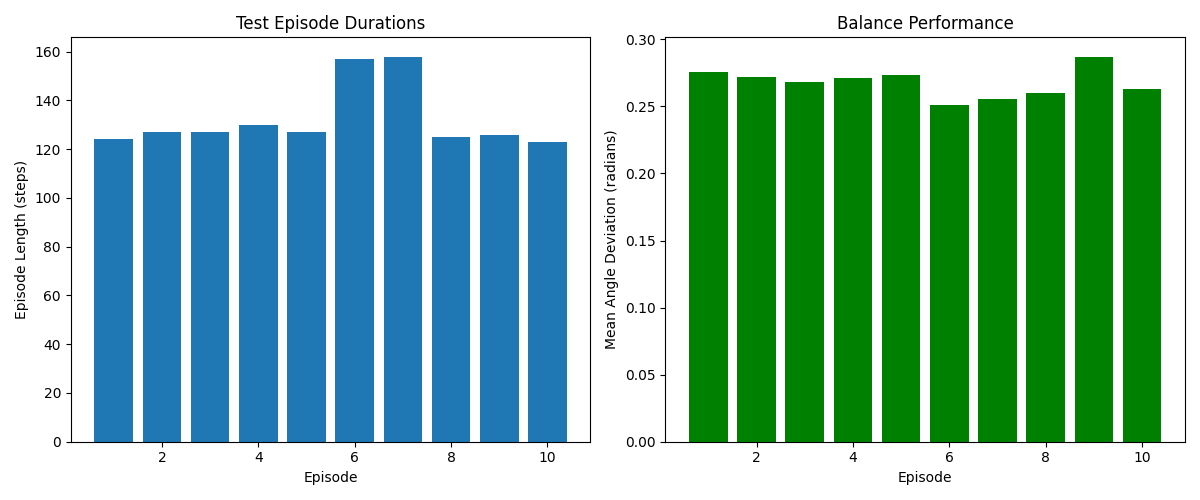 Test Episode Durations
Episode Length (steps)
160
140
120
100
80
60
40
20
0
2 4 6 8 10
Episode
Balance Performance
Mean Angle Deviation (radians)
0.30
0.25
0.20
0.15
0.10
0.05
0.00
2 4 6 8 10
Episode